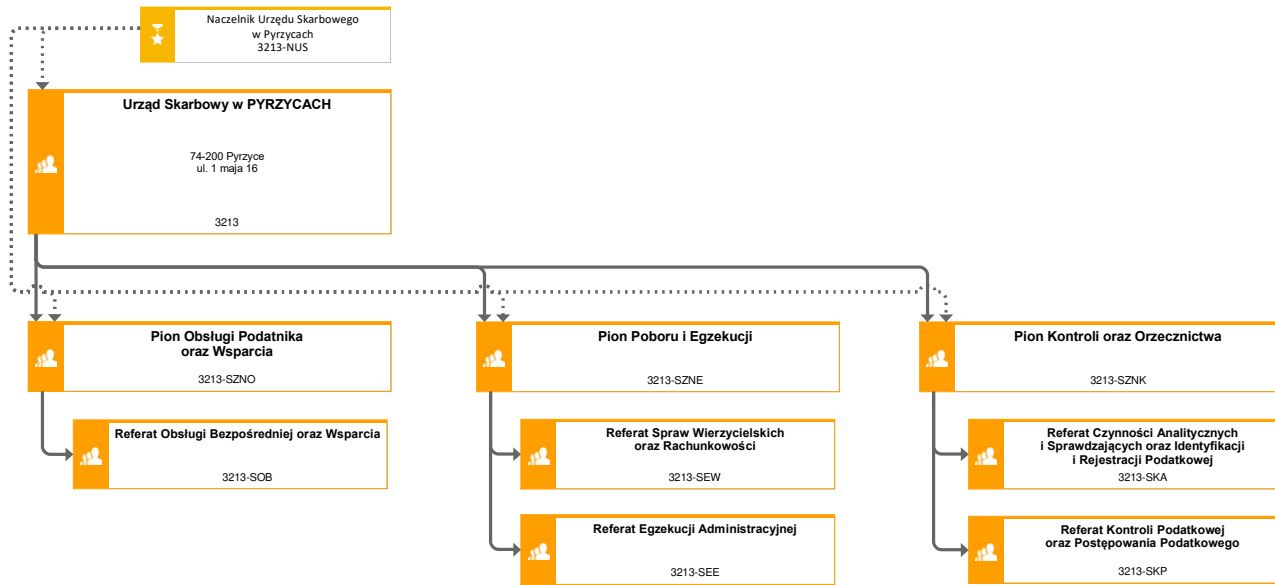 Naczelnik Urzędu Skarbowego
w Pyrzycach
3213-NUS
Urząd Skarbowy w PYRZYCACH
74-200 Pyrzyce
ul. 1 maja 16
3213
Pion Obsługi Podatnika
oraz Wsparcia
3213-SZNO
Referat Obsługi Bezpośredniej oraz Wsparcia
3213-SOB
Pion Poboru i Egzekucji
3213-SZNE
Referat Spraw Wierzycielskich
oraz Rachunkowości
3213-SEW
Referat Egzekucji Administracyjnej
3213-SEE
Pion Kontroli oraz Orzecznictwa
3213-SZNK
Referat Czynności Analitycznych
i Sprawdzających oraz Identyfikacji
i Rejestracji Podatkowej
3213-SKA
Referat Kontroli Podatkowej
oraz Postępowania Podatkowego
3213-SKP